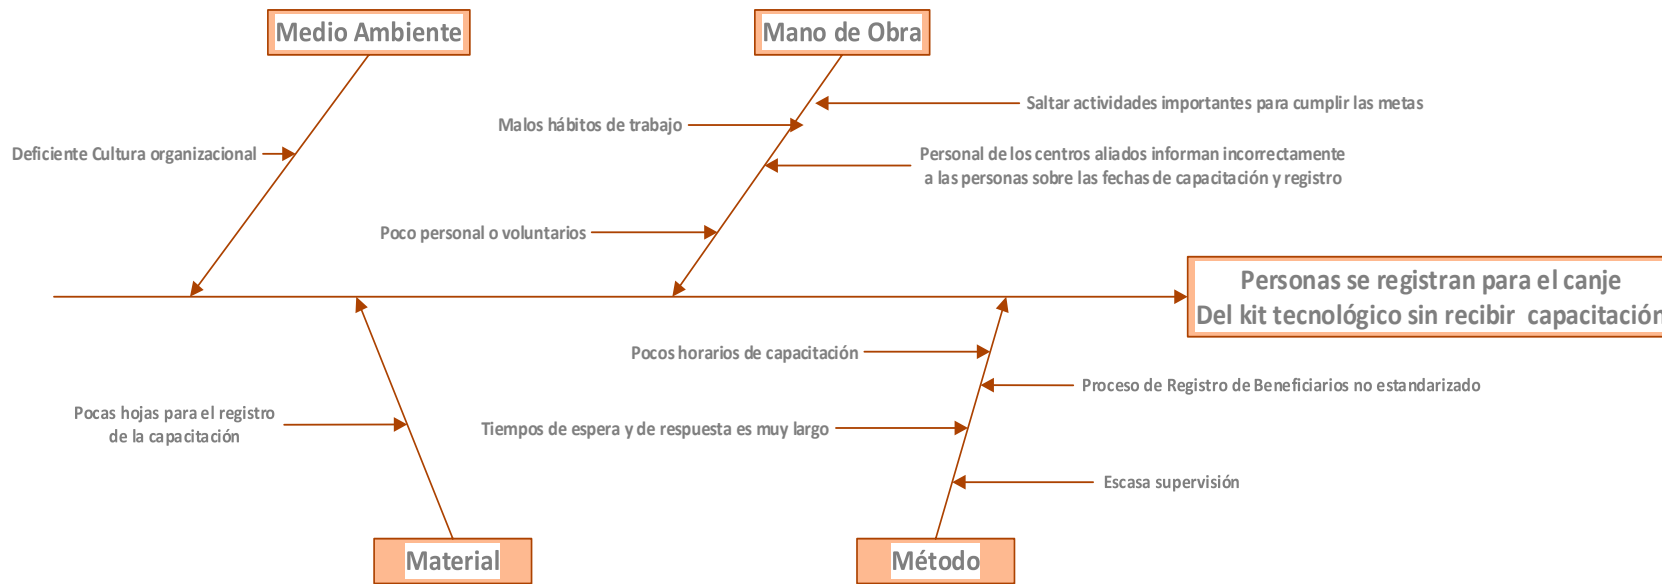 Medio Ambiente
Mano de Obra
Saltar actividades importantes para cumplir las metas
Malos hábitos de trabajo
Deficiente Cultura organizacional
Personal de los centros aliados informan incorrectamente
a las personas sobre las fechas de capacitación y registro
Poco personal o voluntarios
Personas se registran para el canje
Del kit tecnológico sin recibir capacitación
Pocos horarios de capacitación
Proceso de Registro de Beneficiarios no estandarizado
Pocas hojas para el registro
de la capacitación
Tiempos de espera y de respuesta es muy largo
Escasa supervisión
Material
Método